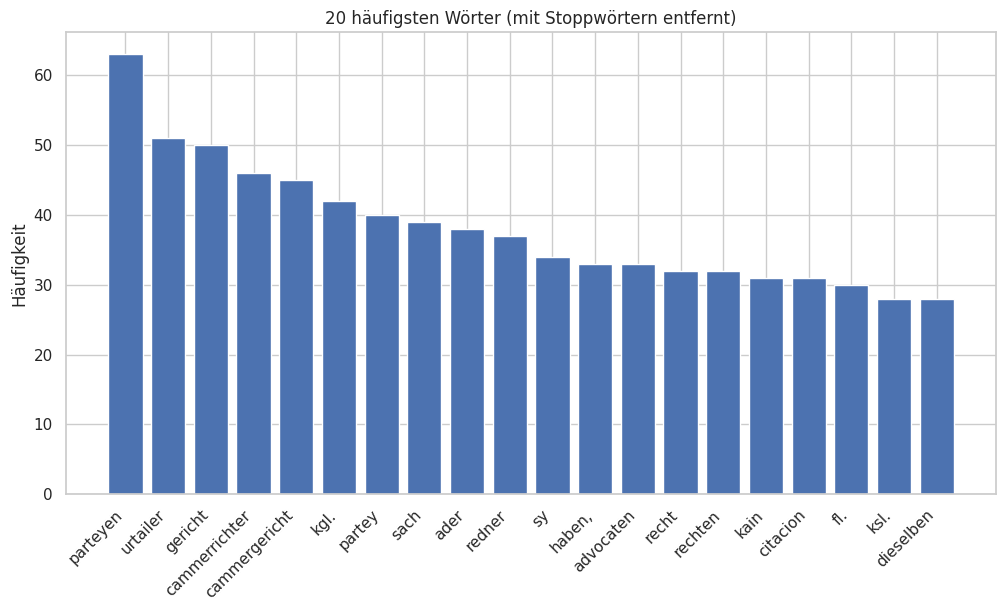 20 häufigsten Wörter (mit Stoppwörtern entfernt)
Häufigkeit
60
50
40
30
20
10
0
parteyen
urtailer
gericht
cammerrichter
cammergericht
kgl.
partey
sach
ader
redner
sy
haben,
advocaten
recht
rechten
kain
citacion
fl.
ksl.
dieselben